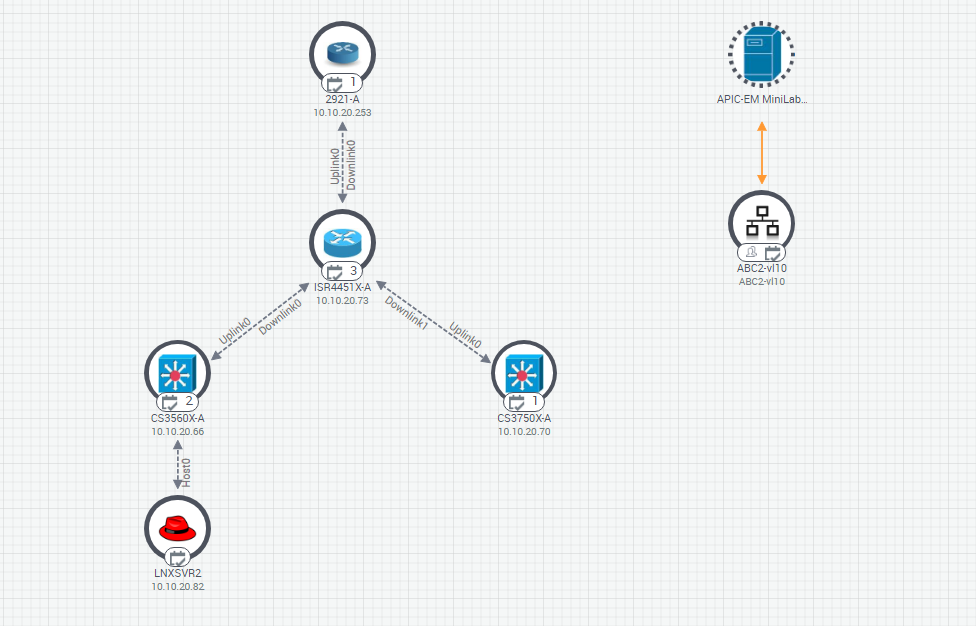 1
2921-A
10.10.20.253
Uplink0
Downlink0
3
ISR4451X-A
10.10.20.73
Uplink0
Downlink0
Downlink1
Uplink0
2
CS3560X-A
10.10.20.66
1
CS3750X-A
10.10.20.70
Host0
LNXSVR2
10.10.20.82
APIC-EM MiniLab...
ABC2-vl10
ABC2-vl10